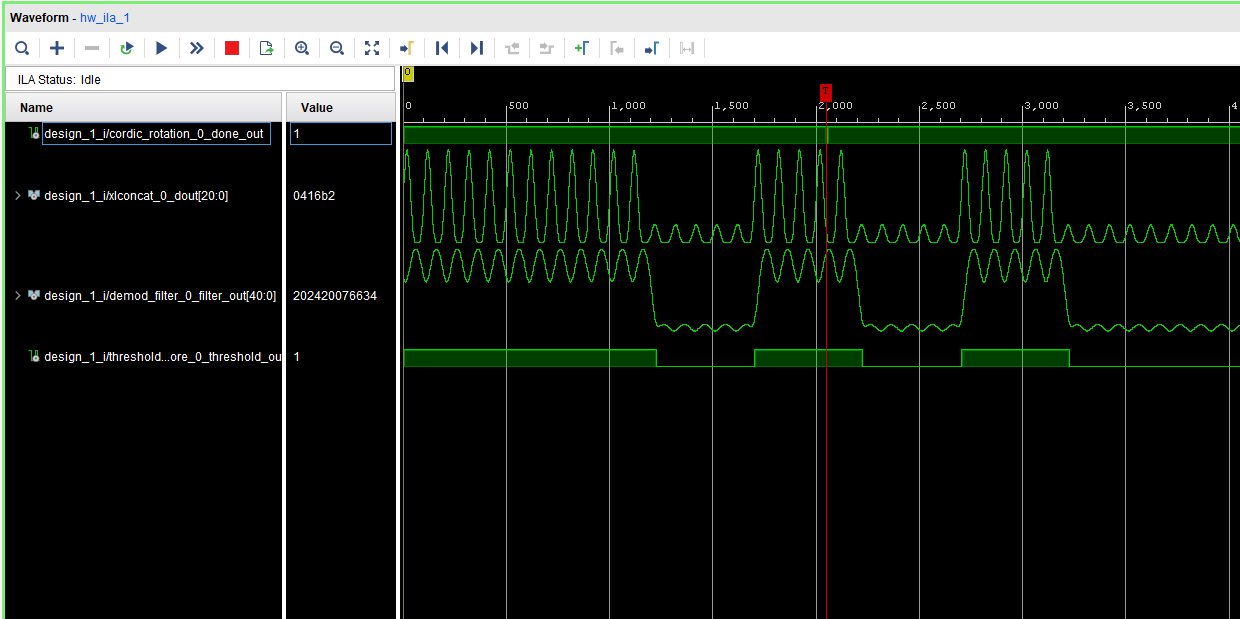 Waveform - hw_ila_1
ILA Status: Idle
Name Value
0
T
0 500 1,000 1,500 2,000 2,500 3,000 3,500 4
design_1_i/cordic_rotation_0_done_out 1
design_1_i/xlconcat_0_dout[20:0] 0416b2
design_1_i/demod_filter_0_filter_out[40:0] 202420076634
design_1_i/threshold...ore_0_threshold_ou 1